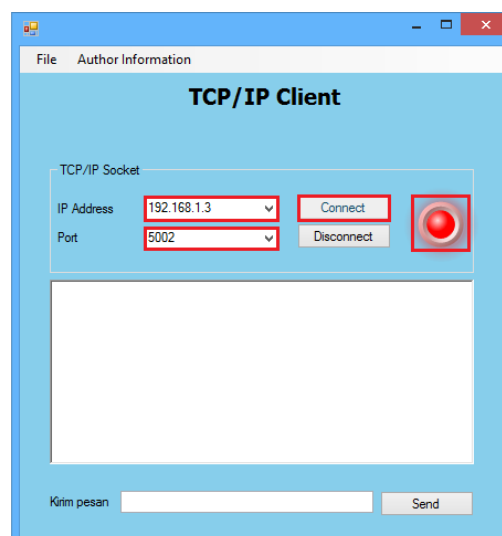 File Author Information
TCP/IP Client
TCP/IP Socket
IP Address 192.168.1.3 Connect
Port 5002 Disconnect
Kirim pesan Send